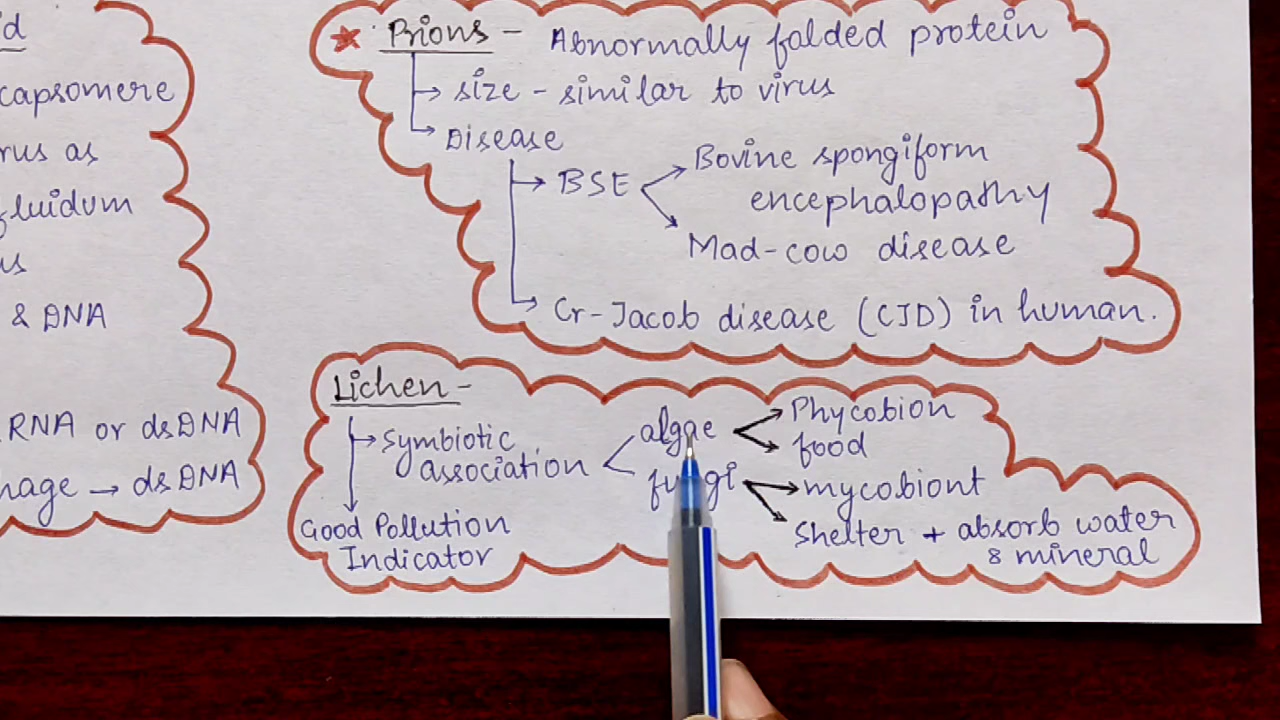 d
capsomere
rus as
fluidum
us
& DNA
RNA or dsDNA
hage → dsDNA
★ Prions - Abnormally folded protein
→ size - similar to virus
→ Disease
→ BSE
Bovine spongiform
encephalopathy
Mad-cow disease
→ Cr-Jacob disease (CJD) in human.
Lichen -
→ Symbiotic
association
algae
Phycobion
food
fungi
mycobiont
Shelter + absorb water
& mineral
Good Pollution
Indicator